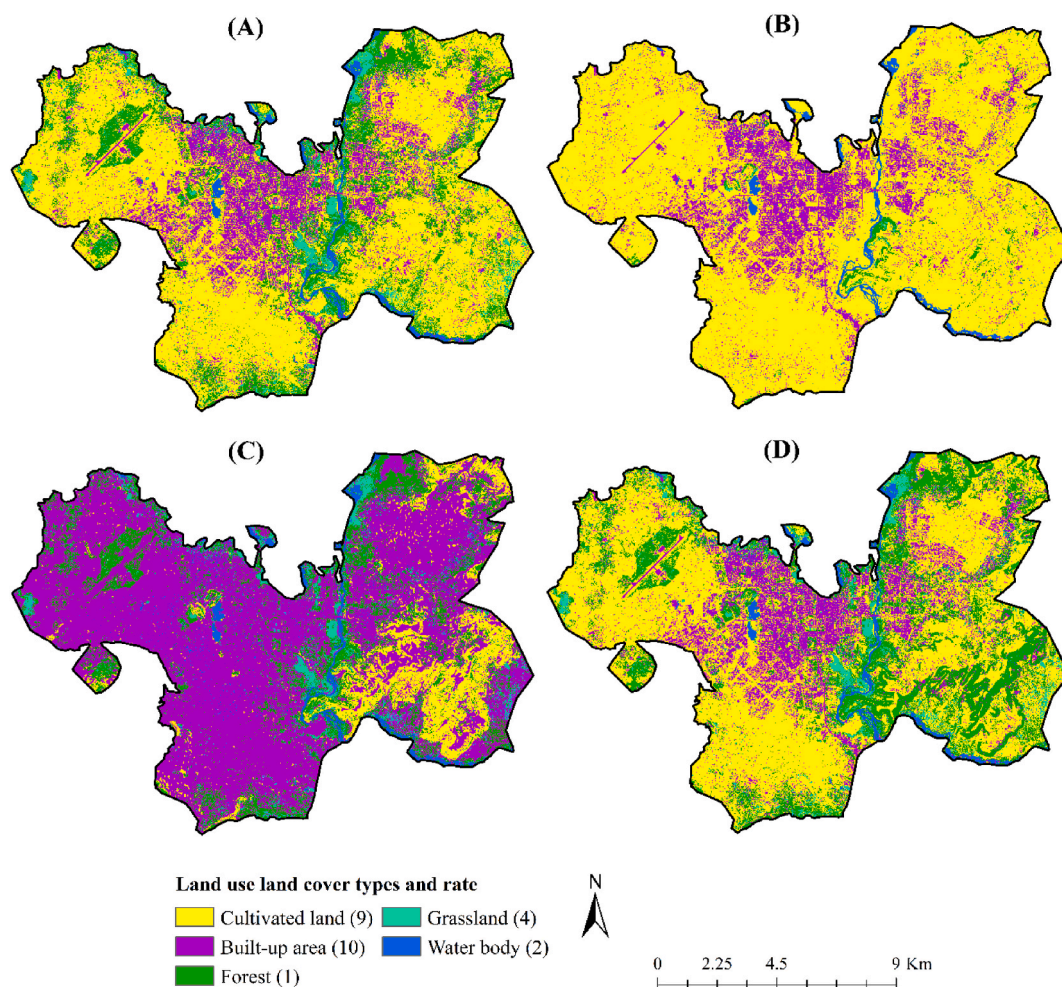 (A)
(B)
(C)
(D)
Land use land cover types and rate
Cultivated land (9)
Grassland (4)
Built-up area (10)
Water body (2)
Forest (1)
N
0 2.25 4.5 9 Km